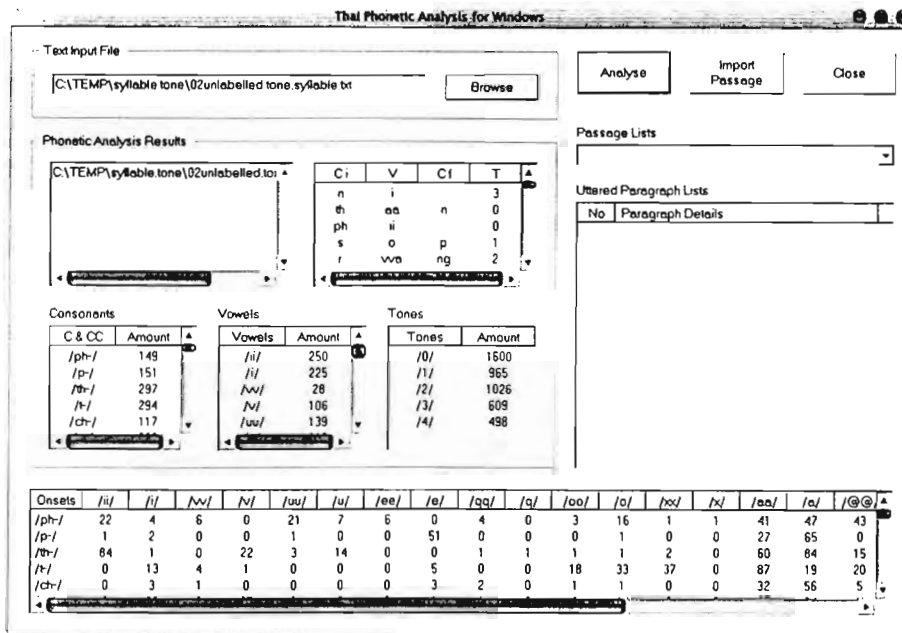 Thai Phonetic Analysis for Windows
Text Input File
C:\TEMP\syllable tone\02unlabelled tone.syllable txt
Browse
Analyse
Import Passage
Close
Phonetic Analysis Results
C:\TEMP\syllable.tone\02unlabelled.to
Ci V Cf T
n i 3
th aa n 0
ph ii 0
s o p 1
r vva ng 2
Passage Lists
Uttered Paragraph Lists
No Paragraph Details
Consonants
C & CC Amount
/ph-/ 149
/p-/ 151
/th-/ 297
/t-/ 294
/ch-/ 117
Vowels
Vowels Amount
/ii/ 250
/i/ 225
/vv/ 28
/v/ 106
/uu/ 139
Tones
Tones Amount
/0/ 1600
/1/ 965
/2/ 1026
/3/ 609
/4/ 498
Onsets /ii/ /i/ /vv/ /v/ /uu/ /u/ /ee/ /e/ /qq/ /q/ /oo/ /o/ /xx/ /x/ /aa/ /a/ /@@/
/ph-/ 22 4 6 0 21 7 6 0 4 0 3 16 1 1 41 47 43
/p-/ 1 2 0 0 1 0 0 51 0 0 0 1 0 0 27 65 0
/th-/ 84 1 0 22 3 14 0 0 1 1 1 1 2 0 60 84 15
/t-/ 0 13 4 1 0 0 0 5 0 0 18 33 37 0 87 19 20
/ch-/ 0 3 1 0 0 0 0 3 2 0 1 1 0 0 32 56 5